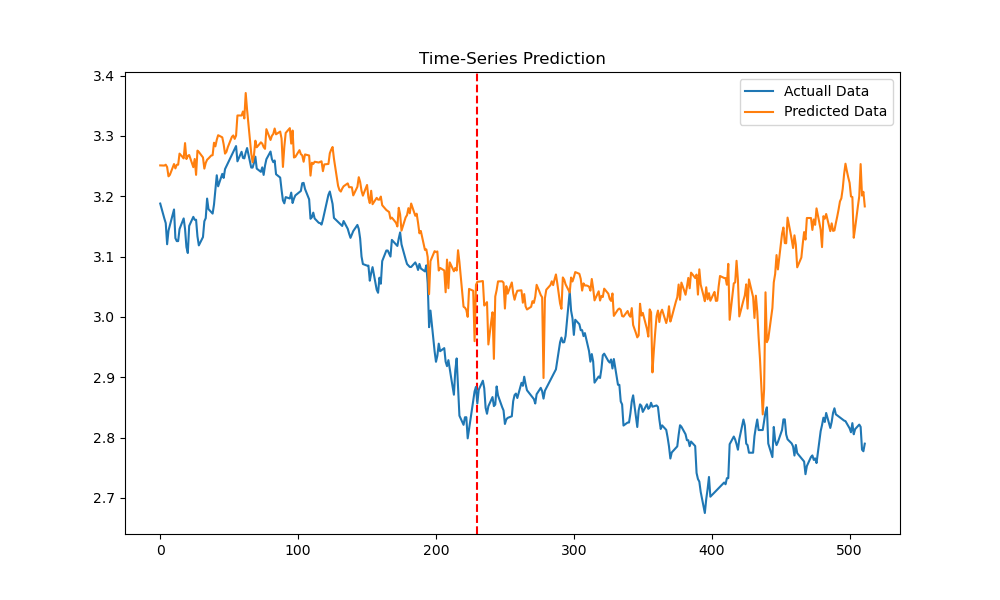 Time-Series Prediction
Actuall Data
Predicted Data
3.4
3.3
3.2
3.1
3.0
2.9
2.8
2.7
0 100 200 300 400 500